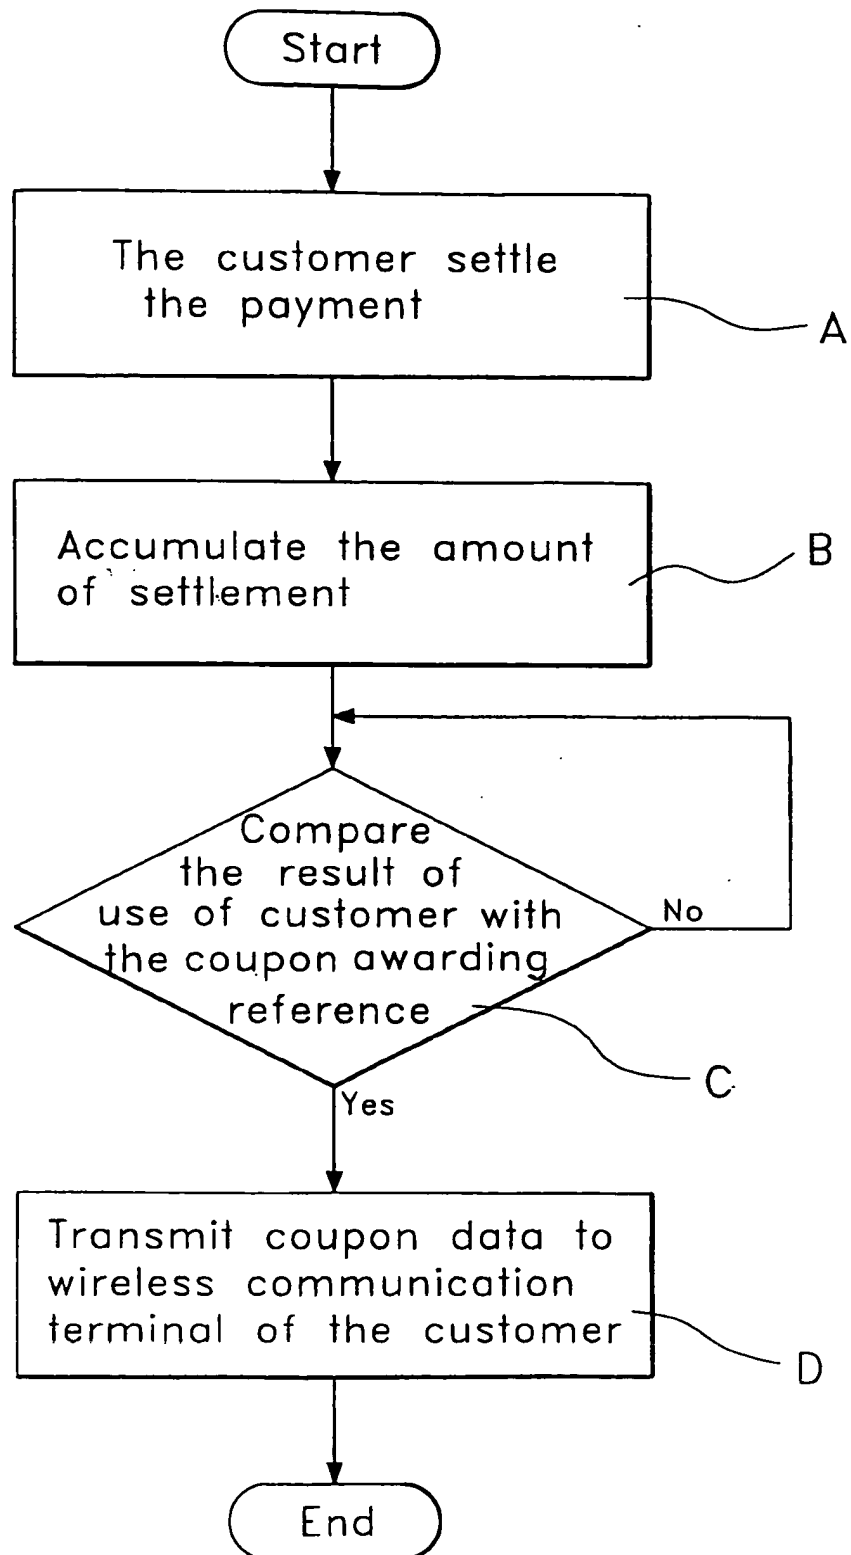 Start
The customer settle
the payment
A
Accumulate the amount
of settlement
B
Compare
the result of
use of customer with
the coupon awarding
reference
No
C
Yes
Transmit coupon data to
wireless communication
terminal of the customer
D
End